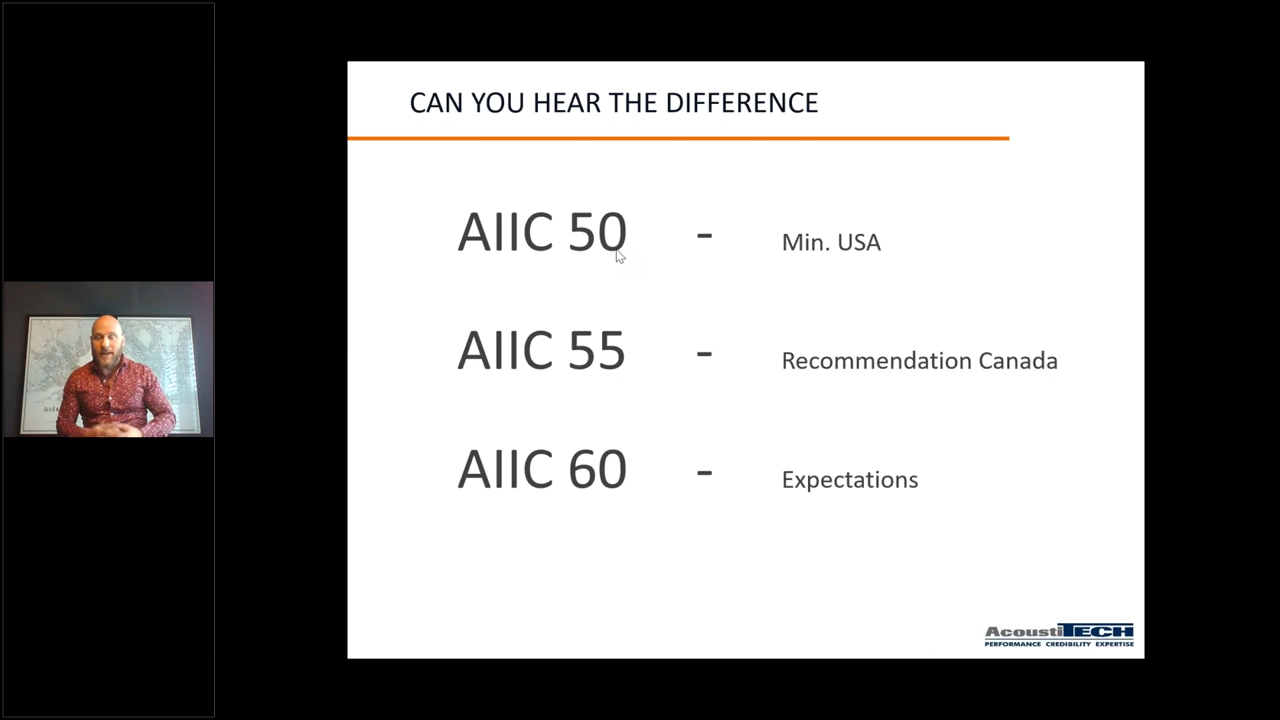 CAN YOU HEAR THE DIFFERENCE
AIIC 50 - Min. USA
AIIC 55 - Recommendation Canada
AIIC 60 - Expectations
AcoustiTECH
PERFORMANCE CREDIBILITY EXPERTISE